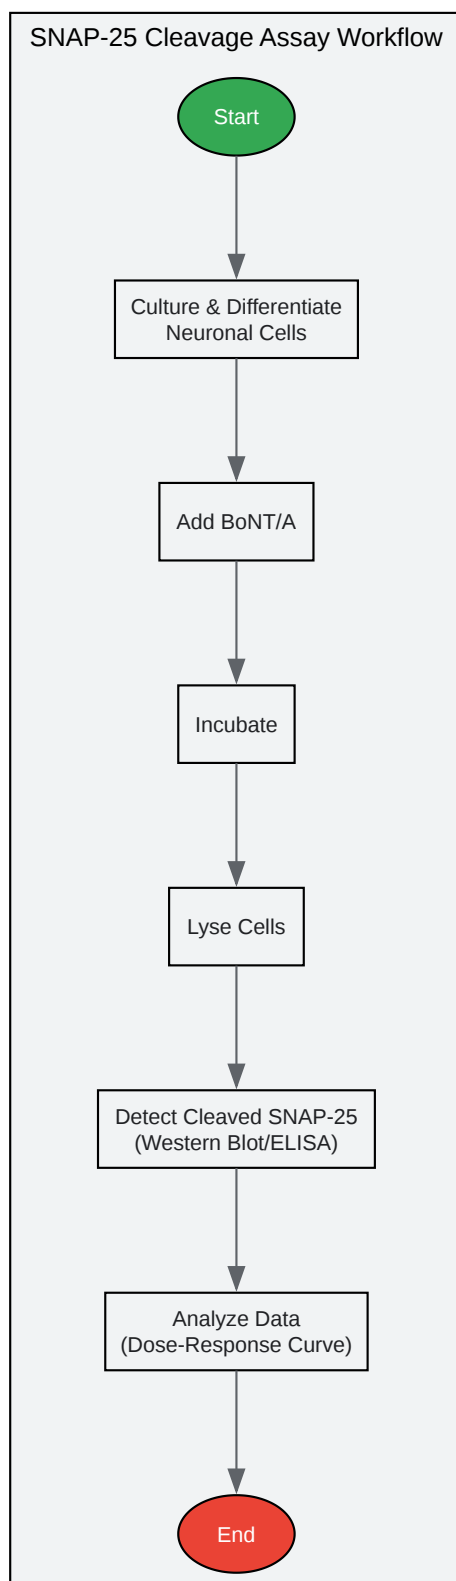 SNAP-25 Cleavage Assay Workflow
Start
Culture & Differentiate
Neuronal Cells
Add BoNT/A
Incubate
Lyse Cells
Detect Cleaved SNAP-25
(Western Blot/ELISA)
Analyze Data
(Dose-Response Curve)
End